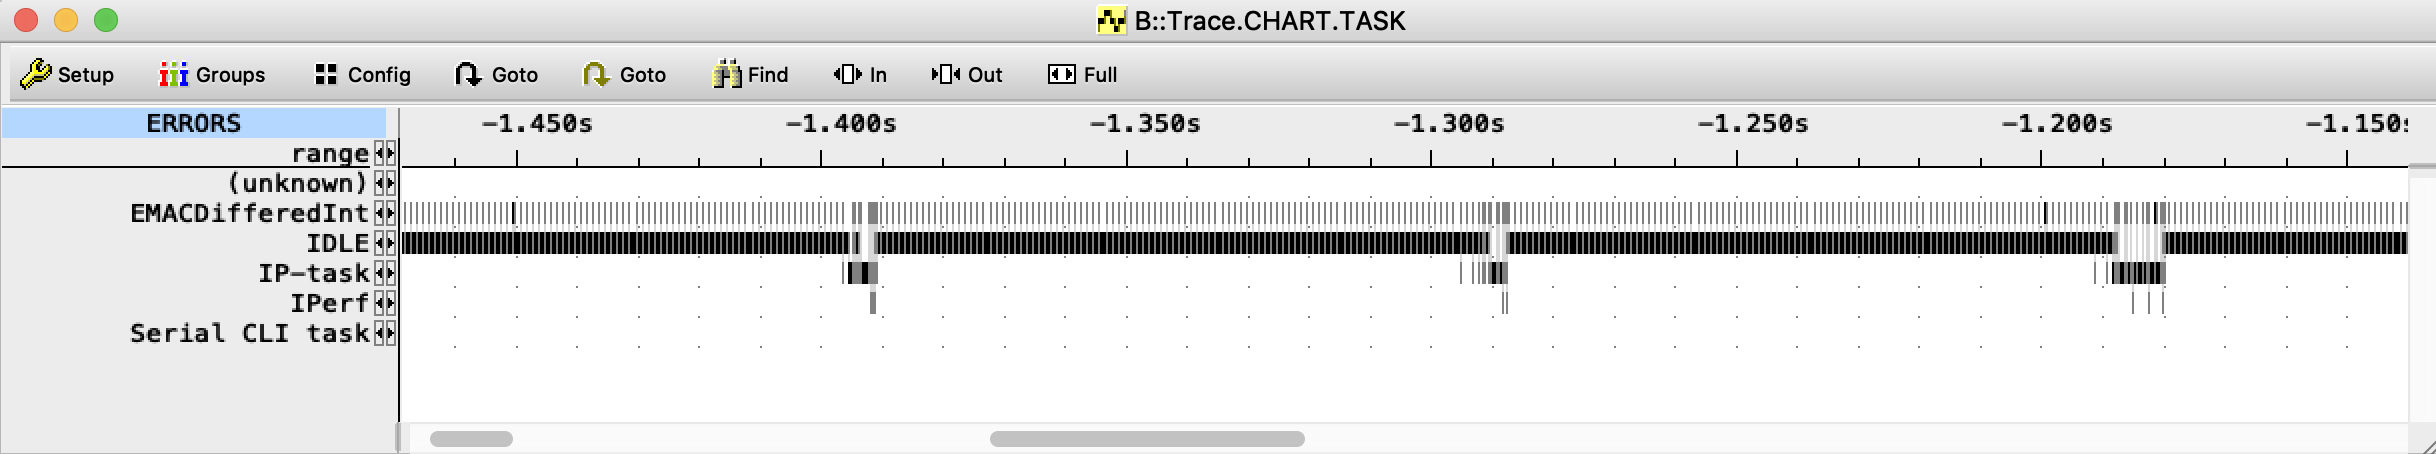 B::Trace.CHART.TASK
Setup Groups Config Goto Goto Find In Out Full
ERRORS -1.450s -1.400s -1.350s -1.300s -1.250s -1.200s -1.150s
range
(unknown)
EMACDifferedInt
IDLE
IP-task
IPerf
Serial CLI task